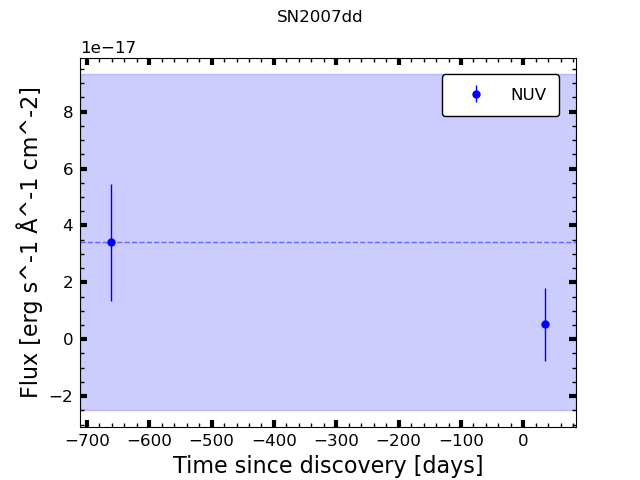 SN2007dd
1e−17
NUV
8
6
4
2
0
−2
Flux [erg s^-1 Å^-1 cm^-2]
−700 −600 −500 −400 −300 −200 −100 0
Time since discovery [days]